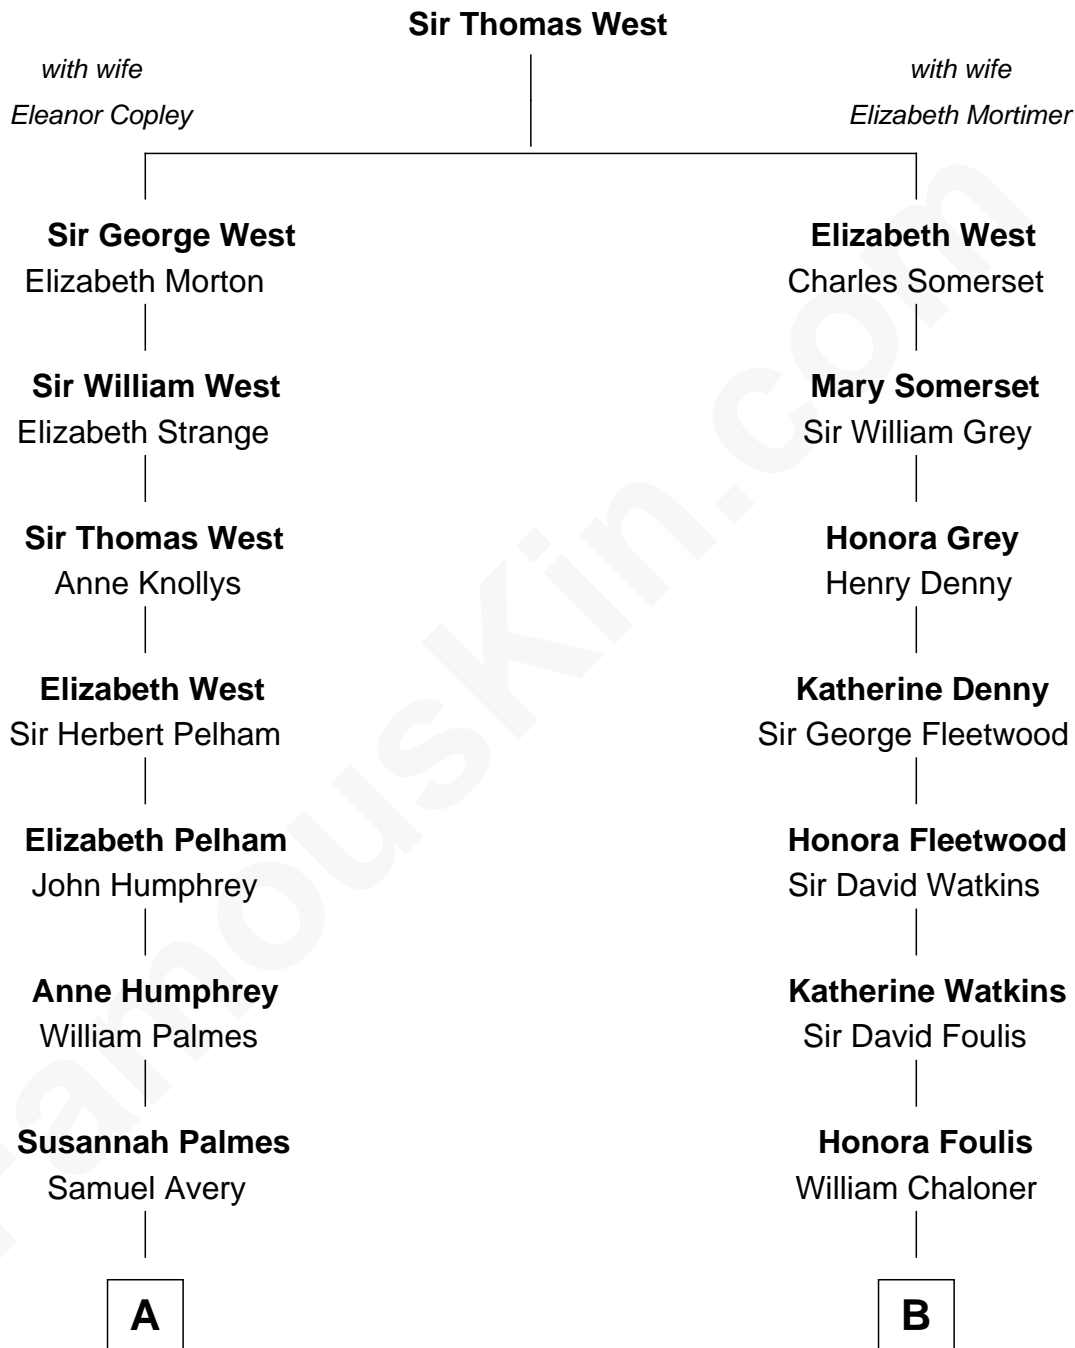 Sir Thomas West
with wife
Eleanor Copley
with wife
Elizabeth Mortimer
Sir George West
Elizabeth Morton
Elizabeth West
Charles Somerset
Sir William West
Elizabeth Strange
Mary Somerset
Sir William Grey
Sir Thomas West
Anne Knollys
Honora Grey
Henry Denny
Elizabeth West
Sir Herbert Pelham
Katherine Denny
Sir George Fleetwood
Elizabeth Pelham
John Humphrey
Honora Fleetwood
Sir David Watkins
Anne Humphrey
William Palmes
Katherine Watkins
Sir David Foulis
Susannah Palmes
Samuel Avery
Honora Foulis
William Chaloner
A
B
FamousKin.com